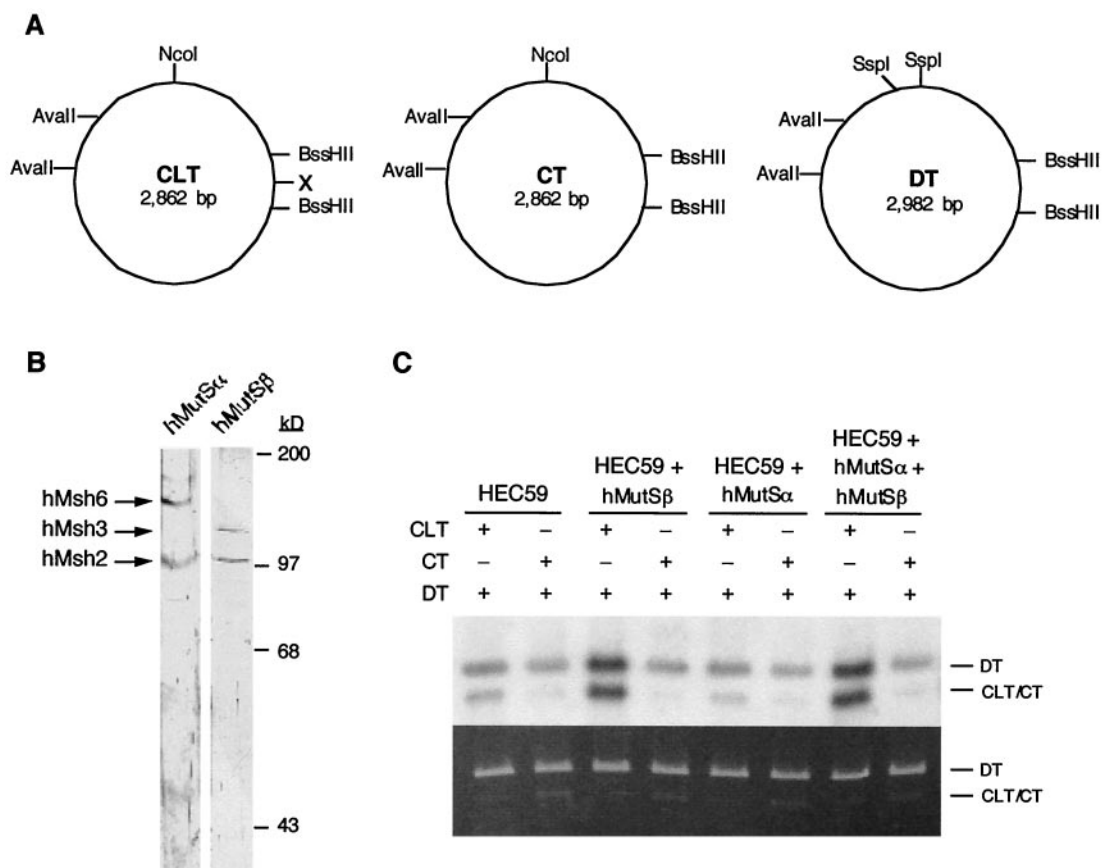 A
NcoI
AvaII
AvaII
CLT
2,862 bp
BssHII
X
BssHII
NcoI
AvaII
AvaII
CT
2,862 bp
BssHII
BssHII
SspI
SspI
AvaII
AvaII
DT
2,982 bp
BssHII
BssHII
B
hMutSα
hMutSβ
kD
200
hMsh6
hMsh3
hMsh2
97
68
43
C
HEC59
HEC59 +
hMutSβ
HEC59 +
hMutSα
HEC59 +
hMutSα +
hMutSβ
CLT + – + – + – + –
CT – + – + – + – +
DT + + + + + + + +
DT
CLT/CT
DT
CLT/CT